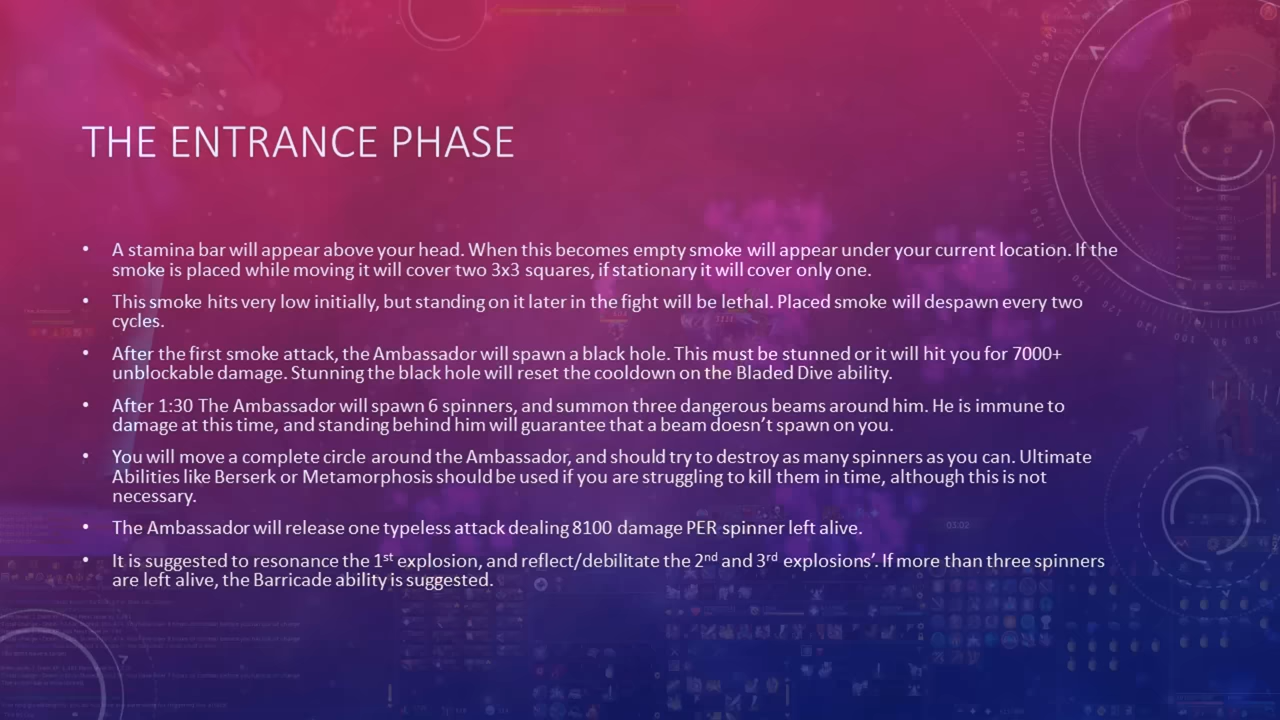 THE ENTRANCE PHASE
• A stamina bar will appear above your head. When this becomes empty smoke will appear under your current location. If the
smoke is placed while moving it will cover two 3x3 squares, if stationary it will cover only one.
• This smoke hits very low initially, but standing on it later in the fight will be lethal. Placed smoke will despawn every two
cycles.
• After the first smoke attack, the Ambassador will spawn a black hole. This must be stunned or it will hit you for 7000+
unblockable damage. Stunning the black hole will reset the cooldown on the Bladed Dive ability.
• After 1:30 The Ambassador will spawn 6 spinners, and summon three dangerous beams around him. He is immune to
damage at this time, and standing behind him will guarantee that a beam doesn’t spawn on you.
• You will move a complete circle around the Ambassador, and should try to destroy as many spinners as you can. Ultimate
Abilities like Berserk or Metamorphosis should be used if you are struggling to kill them in time, although this is not
necessary.
• The Ambassador will release one typeless attack dealing 8100 damage PER spinner left alive.
• It is suggested to resonance the 1st explosion, and reflect/debilitate the 2nd and 3rd explosions’. If more than three spinners
are left alive, the Barricade ability is suggested.
03:02